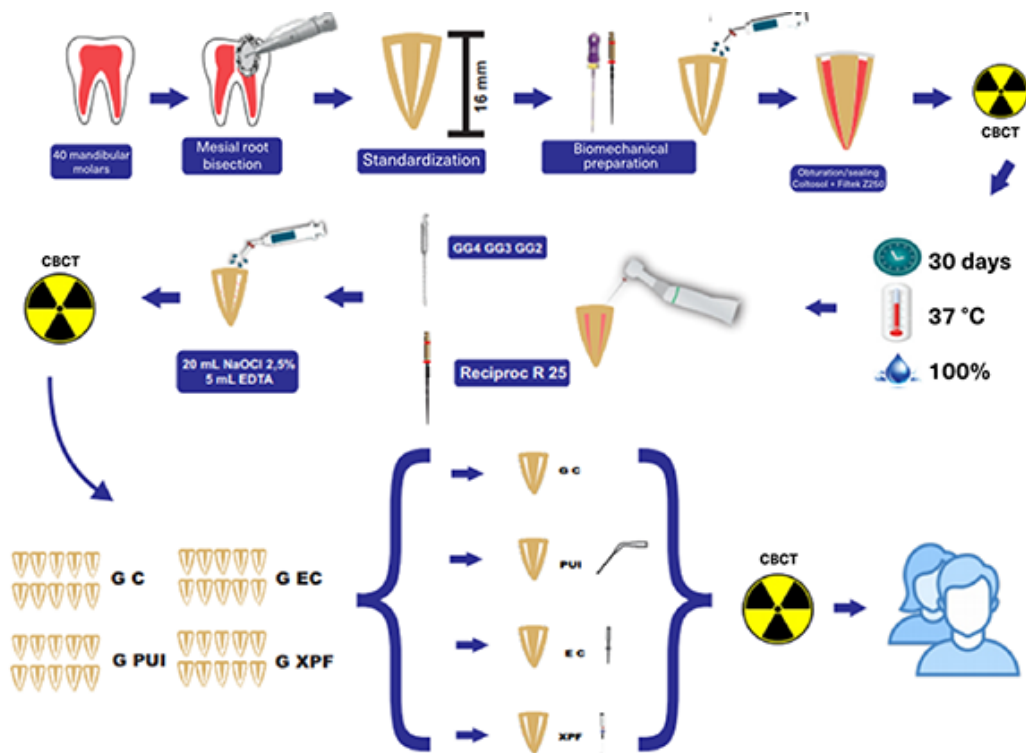 40 mandibular
molars
Mesial root
bisection
16 mm
Standardization
Biomechanical
preparation
Obturation/sealing
Coltosol + Filtek Z250
CBCT
30 days
37 °C
100%
GG4 GG3 GG2
Reciproc R 25
20 mL NaOCl 2,5%
5 mL EDTA
CBCT
G C
G EC
G PUI
G XPF
G C
PUI
E C
XPF
CBCT